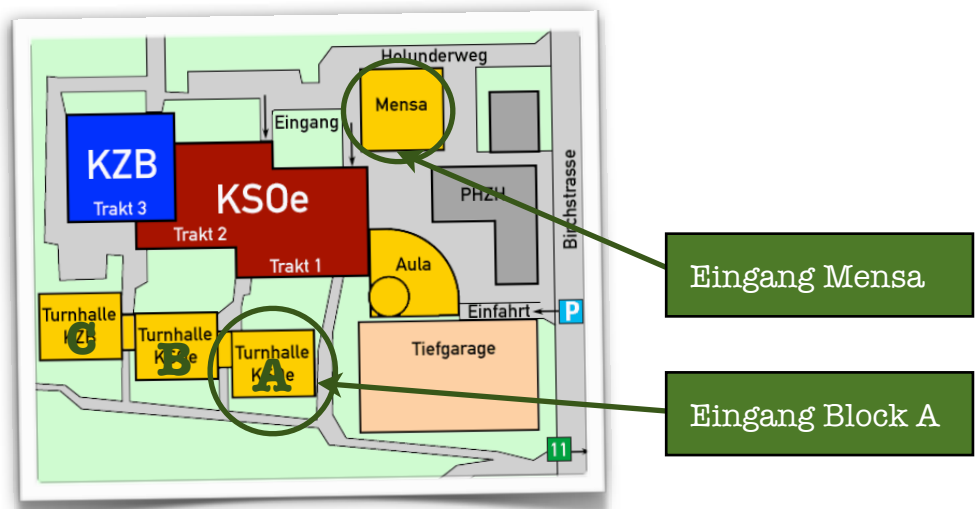 Holunderweg
Mensa
Eingang
KZB
Trakt 3
KSOe
Trakt 2
Trakt 1
PHZH
Birchstrasse
Aula
Einfahrt
P
Tiefgarage
Turnhalle
KZB
C
Turnhalle
B
Turnhalle
A
11
Eingang Mensa
Eingang Block A